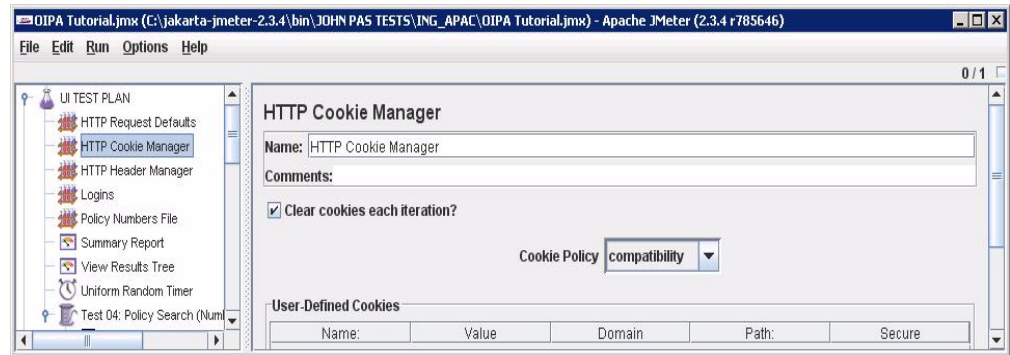 OIPA Tutorial.jmx (C:\jakarta-jmeter-2.3.4\bin\JOHN PAS TESTS\ING_APAC\OIPA Tutorial.jmx) - Apache JMeter (2.3.4 r785646)
File Edit Run Options Help
0 / 1
UI TEST PLAN
HTTP Request Defaults
HTTP Cookie Manager
HTTP Header Manager
Logins
Policy Numbers File
Summary Report
View Results Tree
Uniform Random Timer
Test 04: Policy Search (Num
HTTP Cookie Manager
Name: HTTP Cookie Manager
Comments:
Clear cookies each iteration?
Cookie Policy compatibility
User-Defined Cookies
Name: Value Domain Path: Secure